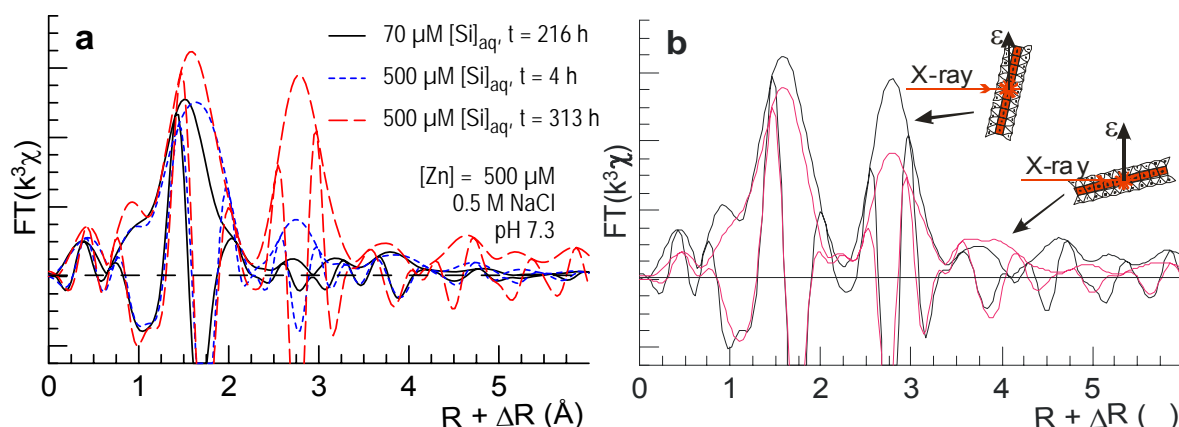 a
70 µM [Si]aq, t = 216 h
500 µM [Si]aq, t = 4 h
500 µM [Si]aq, t = 313 h
[Zn] = 500 µM
0.5 M NaCl
pH 7.3
FT(k³χ)
0 1 2 3 4 5
R + ΔR (Å)
b
ε
X-ray
ε
X-ray
FT(k³χ)
0 1 2 3 4 5
R + ΔR ( )